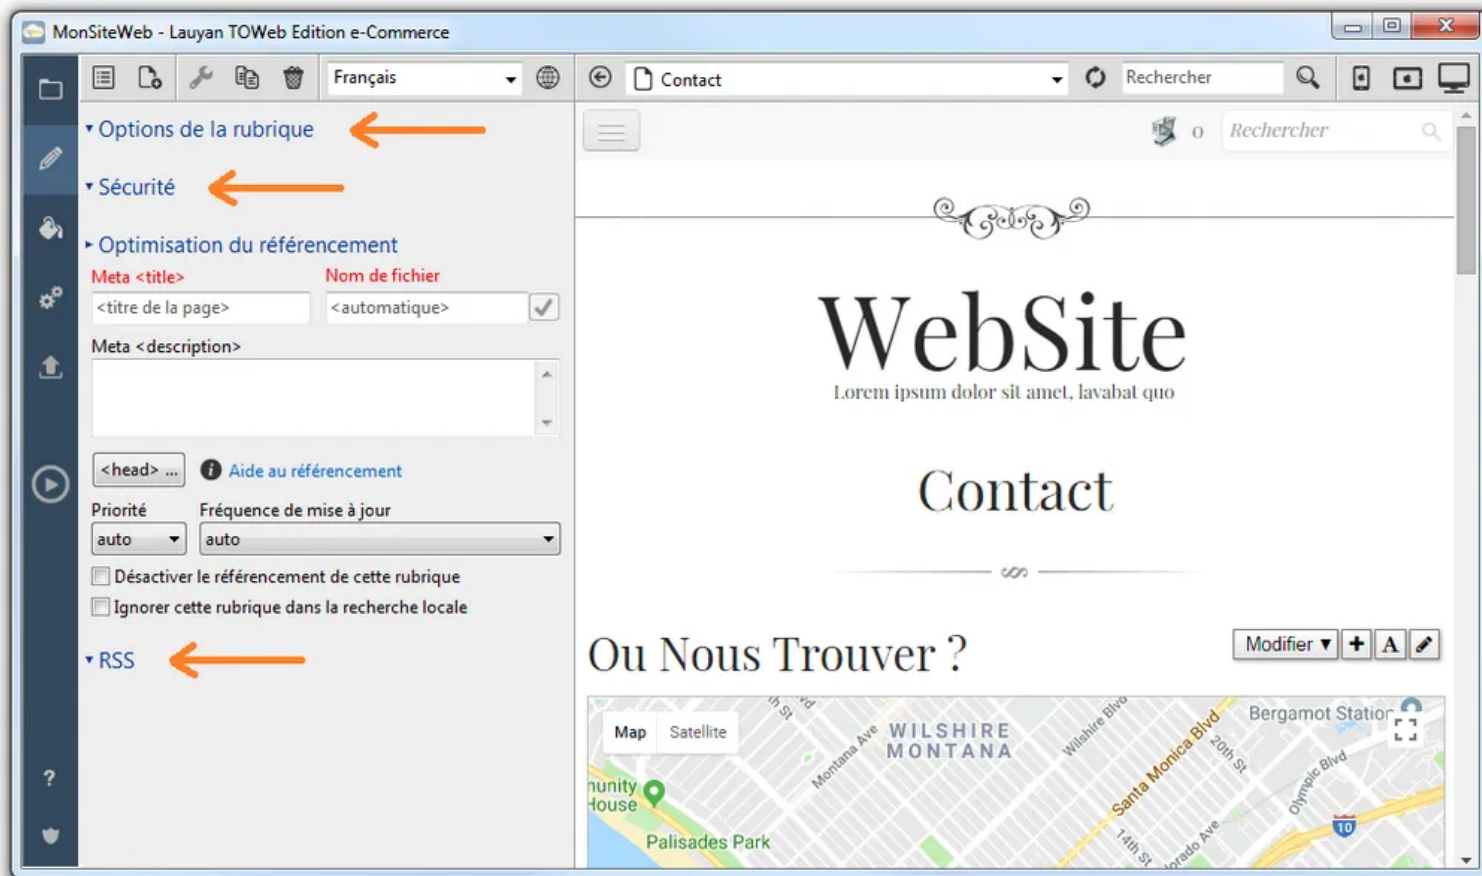 MonSiteWeb - Lauyan TOWeb Edition e-Commerce
Français
Contact
Rechercher
Options de la rubrique
0
Rechercher
Sécurité
Optimisation du référencement
Meta <title>
Nom de fichier
<titre de la page>
<automatique>
Meta <description>
<head> ...
Aide au référencement
Priorité
Fréquence de mise à jour
auto
auto
Désactiver le référencement de cette rubrique
Ignorer cette rubrique dans la recherche locale
RSS
?
WebSite
Lorem ipsum dolor sit amet, lavabat quo
Contact
Ou Nous Trouver ?
Modifier
A
Map
Satellite
WILSHIRE
MONTANA
Montana Ave
Wilshire Blvd
Santa Monica Blvd
20th St
Bergamot Station
Olympic Blvd
10
14th St
House
Palisades Park